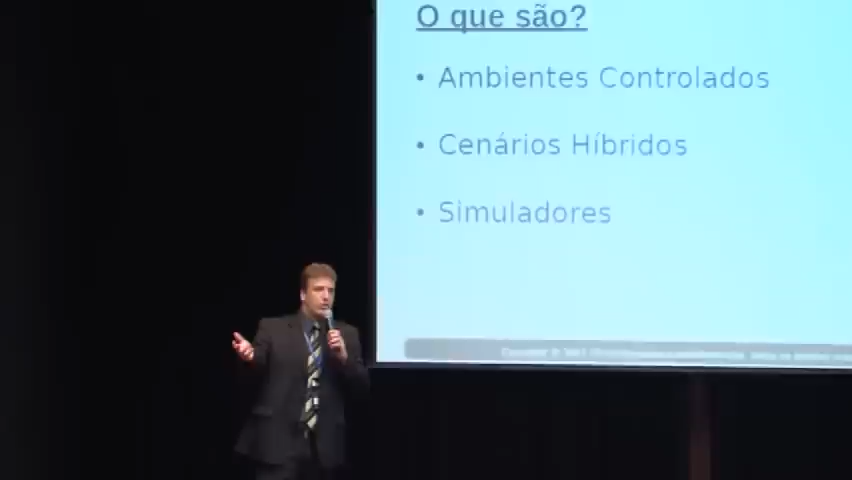 O que são?
• Ambientes Controlados
• Cenários Híbridos
• Simuladores